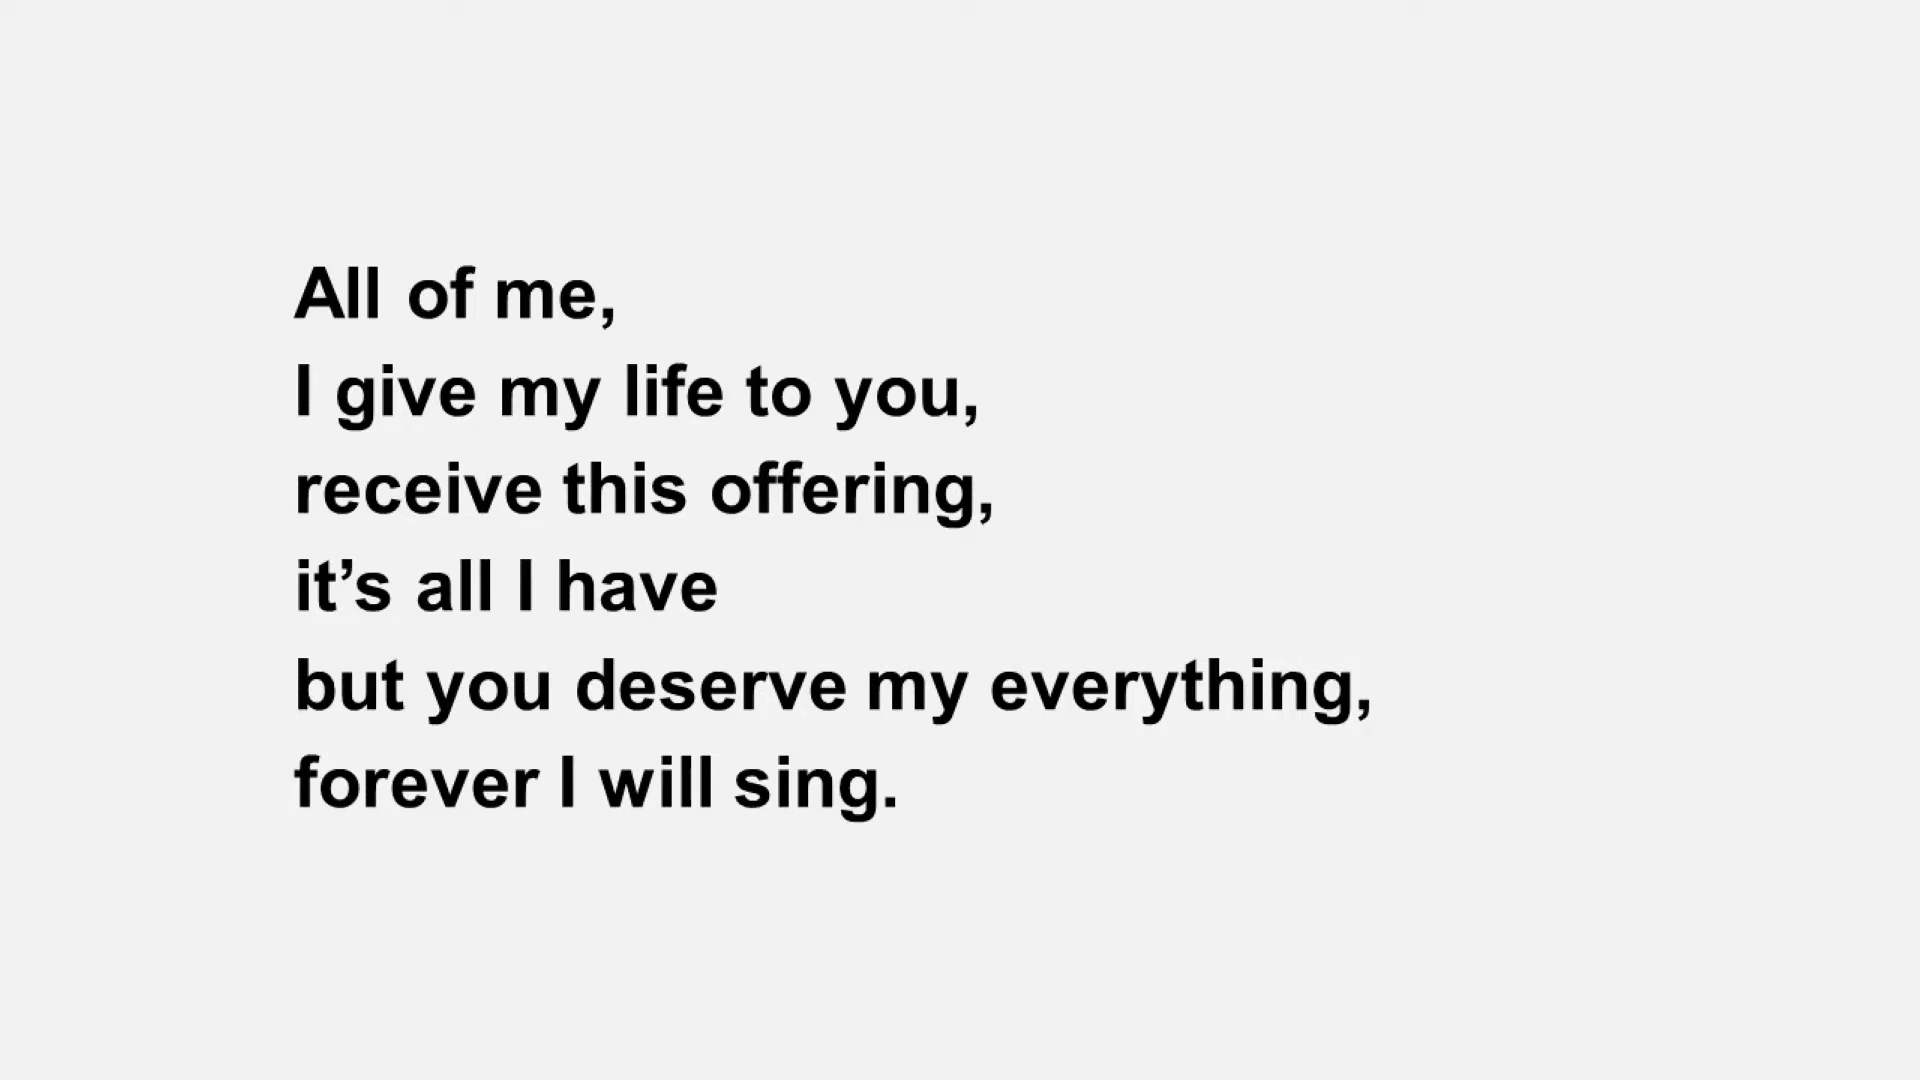 All of me,
I give my life to you,
receive this offering,
it’s all I have
but you deserve my everything,
forever I will sing.